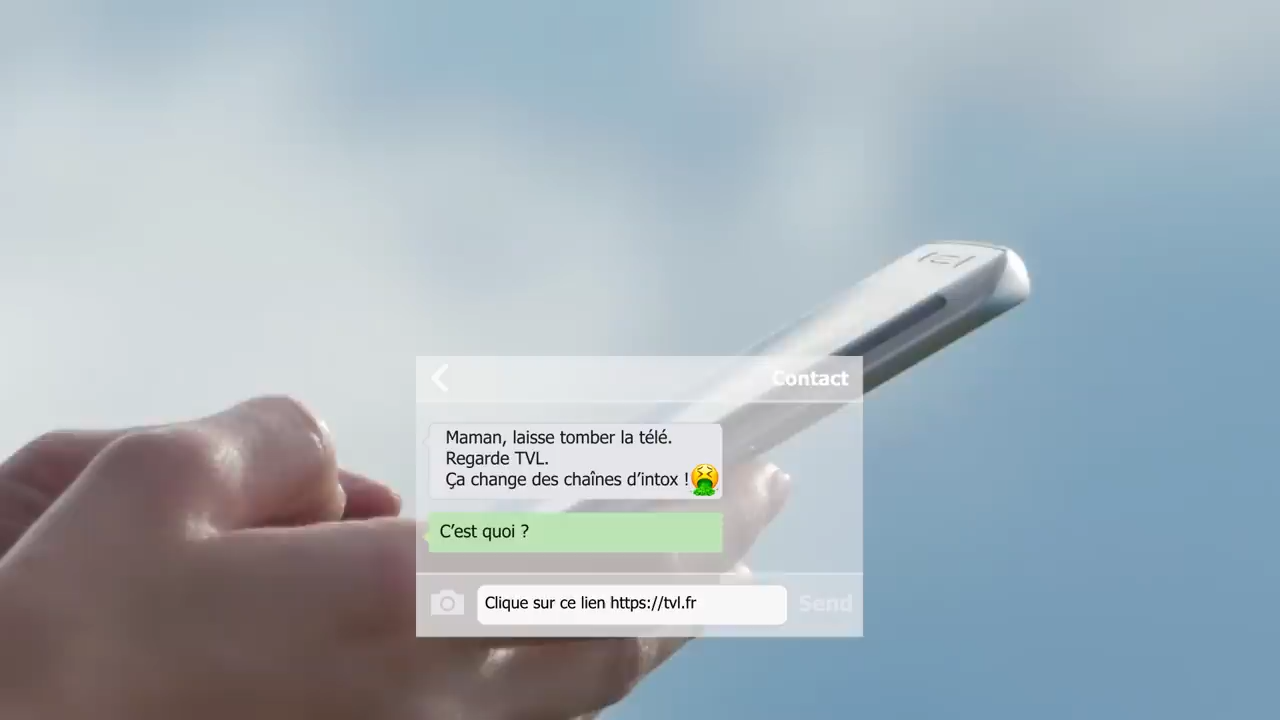 Contact
Maman, laisse tomber la télé.
Regarde TVL.
Ça change des chaînes d’intox !🤮
C’est quoi ?
Clique sur ce lien https://tvl.fr
Send